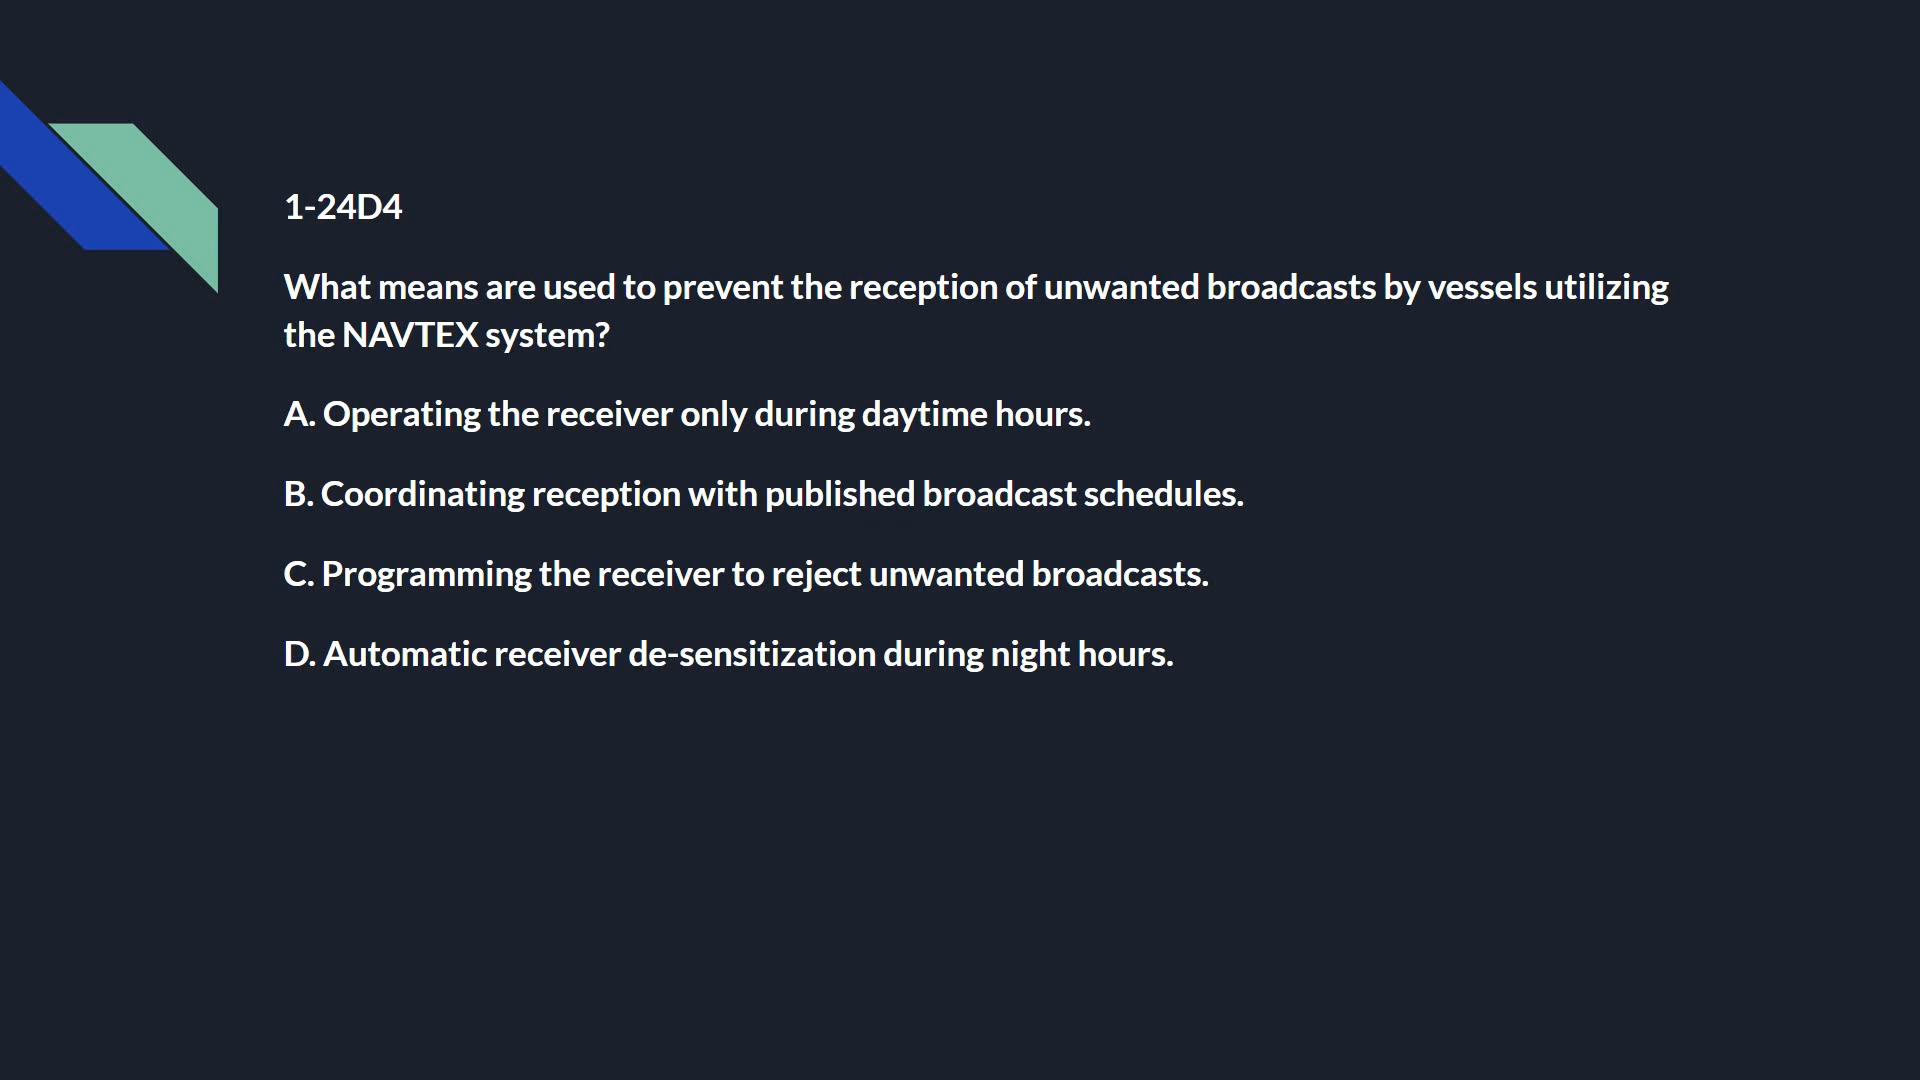 1-24D4
What means are used to prevent the reception of unwanted broadcasts by vessels utilizing
the NAVTEX system?
A. Operating the receiver only during daytime hours.
B. Coordinating reception with published broadcast schedules.
C. Programming the receiver to reject unwanted broadcasts.
D. Automatic receiver de-sensitization during night hours.